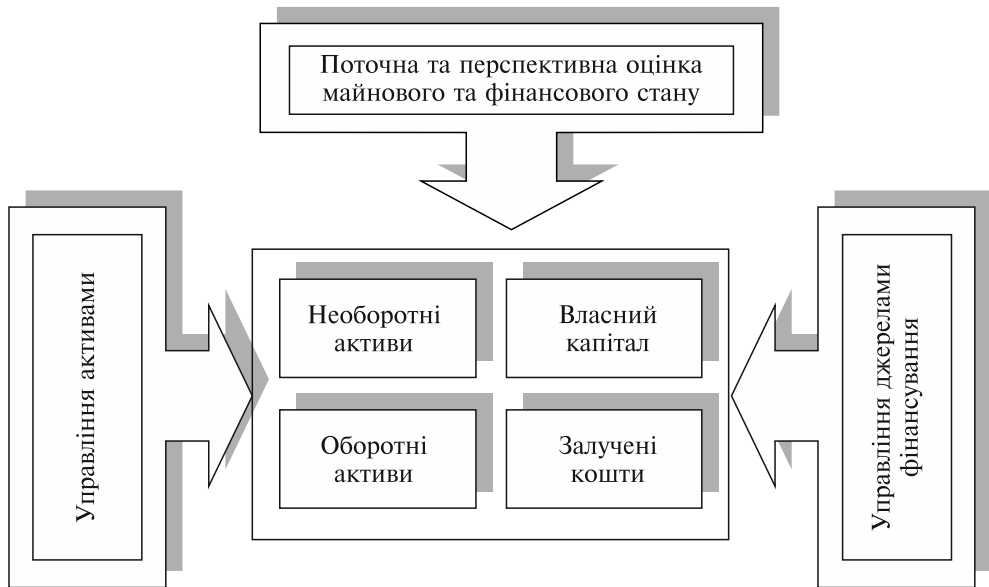 Поточна та перспективна оцінка
майнового та фінансового стану
Управління активами
Необоротні
активи
Власний
капітал
Оборотні
активи
Залучені
кошти
Управління джерелами
фінансування